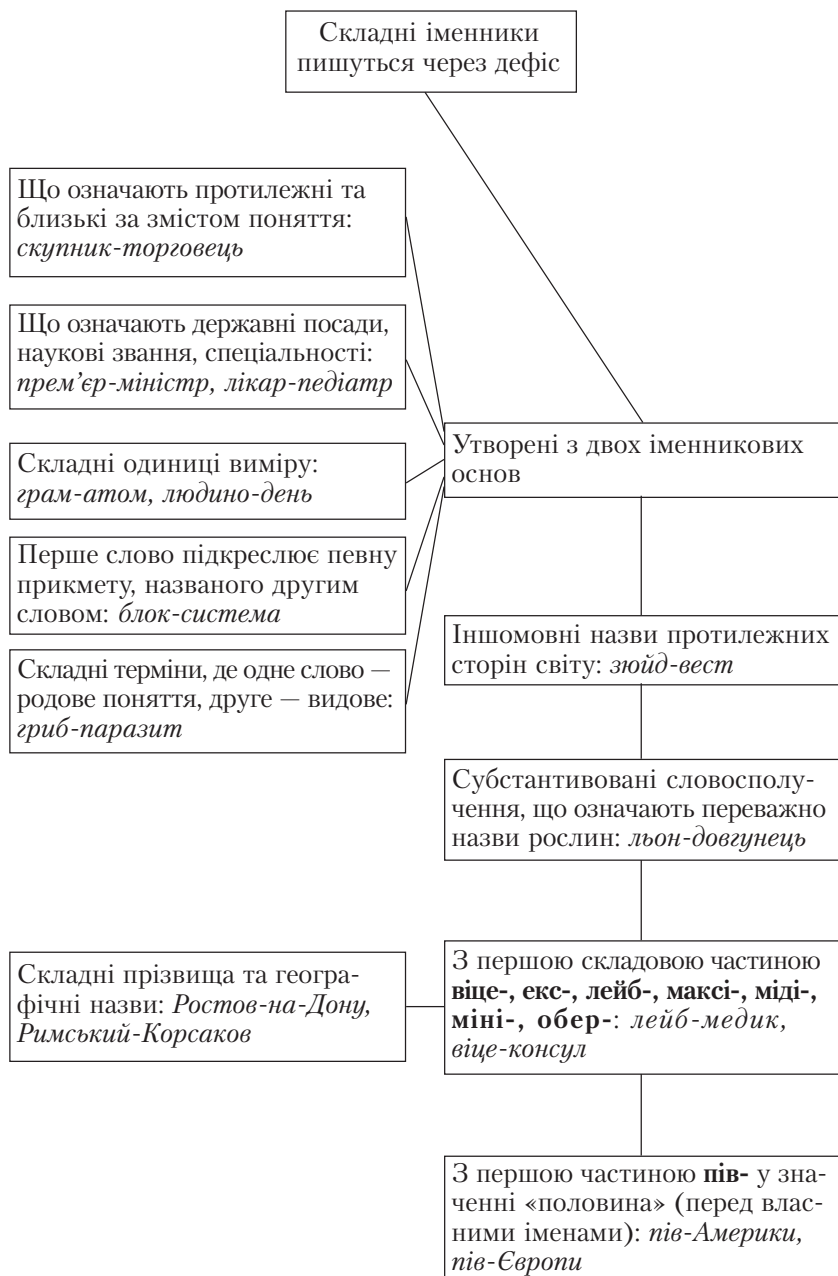 Складні іменники
пишуться через дефіс
Що означають протилежні та
близькі за змістом поняття:
скупник-торговець
Що означають державні посади,
наукові звання, спеціальності:
прем’єр-міністр, лікар-педіатр
Складні одиниці виміру:
грам-атом, людино-день
Перше слово підкреслює певну
прикмету, названого другим
словом: блок-система
Складні терміни, де одне слово —
родове поняття, друге — видове:
гриб-паразит
Утворені з двох іменникових
основ
Іншомовні назви протилежних
сторін світу: зюйд-вест
Субстантивовані словосполу-
чення, що означають переважно
назви рослин: льон-довгунець
Складні прізвища та геогра-
фічні назви: Ростов-на-Дону,
Римський-Корсаков
З першою складовою частиною
віце-, екс-, лейб-, максі-, міді-,
міні-, обер-: лейб-медик,
віце-консул
З першою частиною пів- у зна-
ченні «половина» (перед влас-
ними іменами): пів-Америки,
пів-Європи